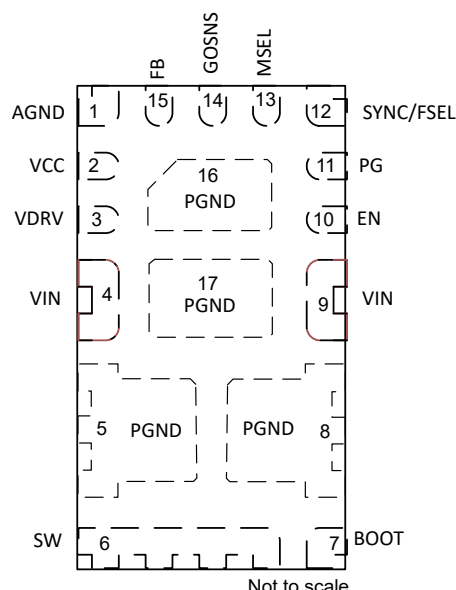 FB
GOSNS
MSEL
AGND 1 15 14 13 12 SYNC/FSEL
VCC 2 11 PG
16
PGND
VDRV 3 10 EN
17
PGND
VIN 4 9 VIN
5 PGND PGND 8
SW 6 7 BOOT
Not to scale